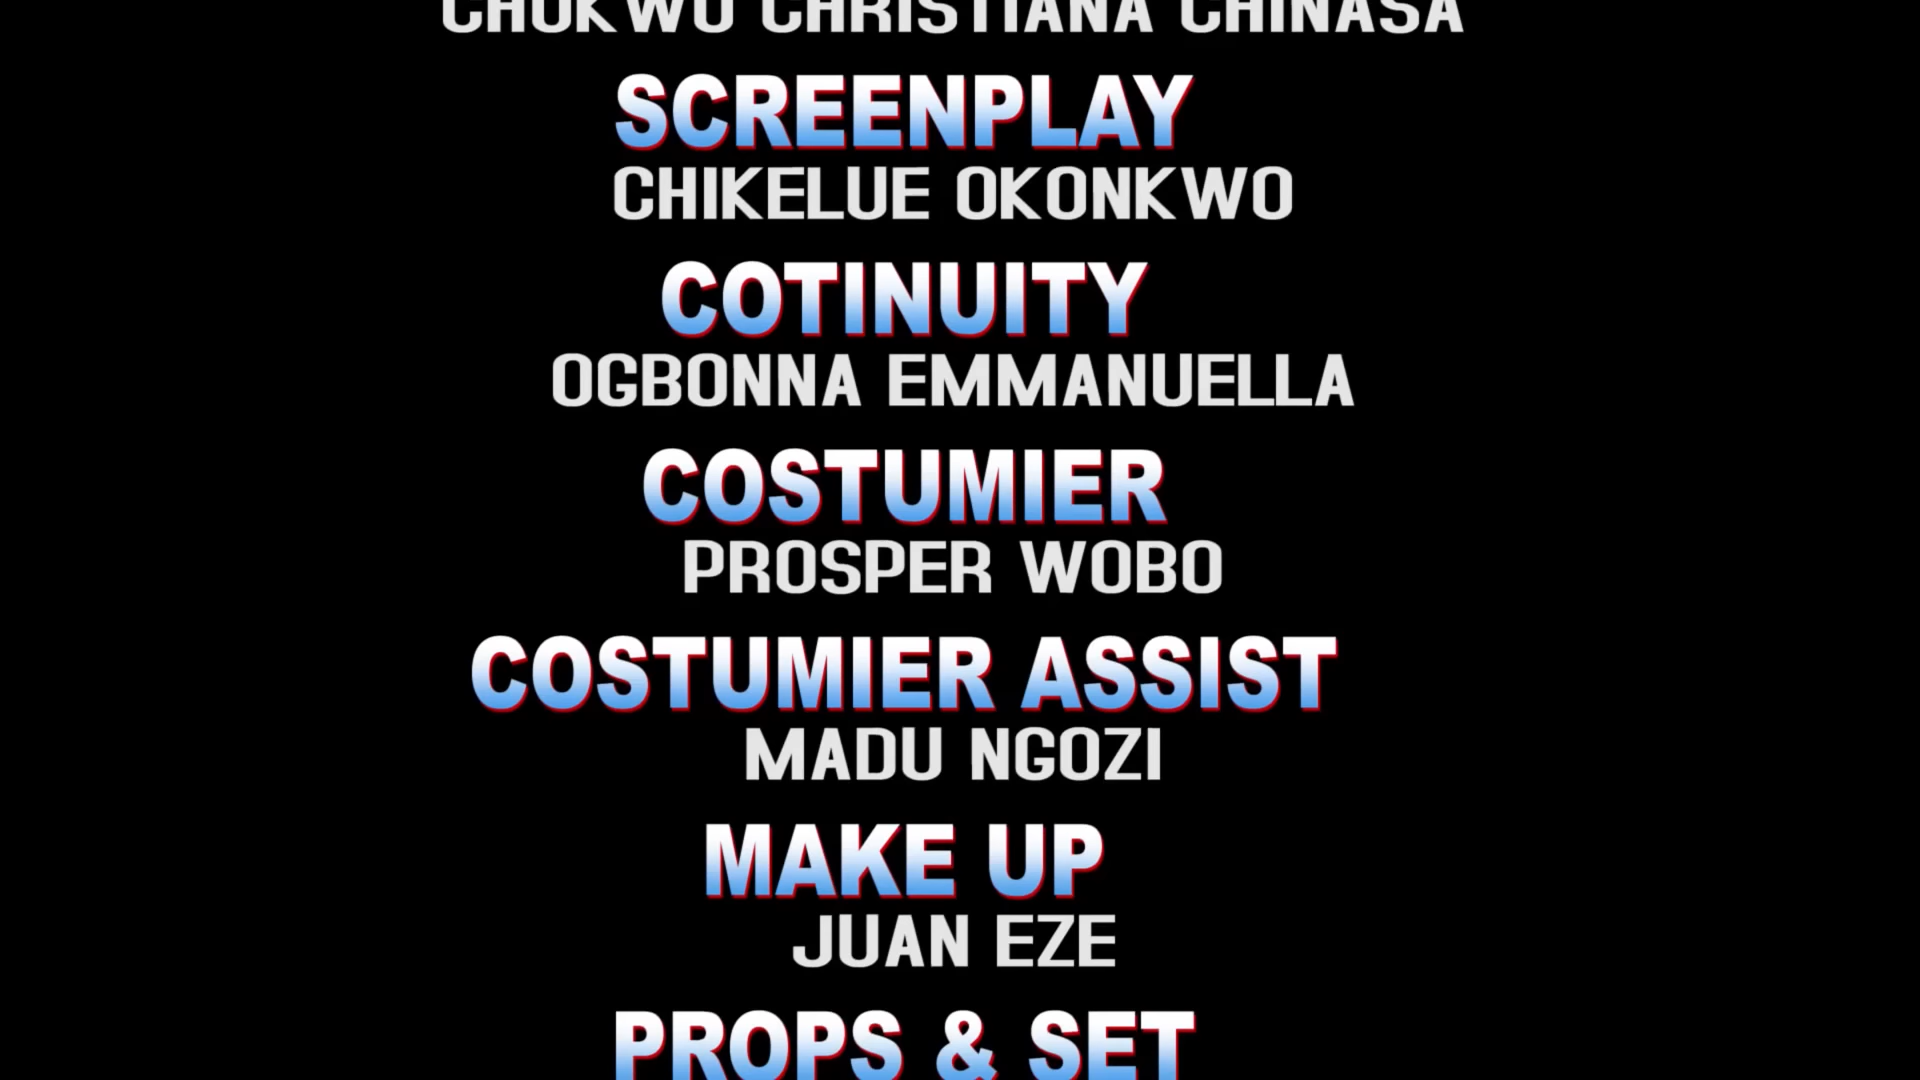 CHUKWU CHRISTIANA CHINASA
SCREENPLAY
CHIKELUE OKONKWO
COTINUITY
OGBONNA EMMANUELLA
COSTUMIER
PROSPER WOBO
COSTUMIER ASSIST
MADU NGOZI
MAKE UP
JUAN EZE
PROPS & SET